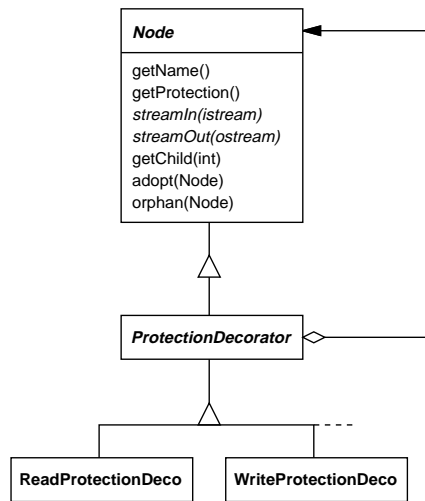 Node
getName()
getProtection()
streamIn(istream)
streamOut(ostream)
getChild(int)
adopt(Node)
orphan(Node)
ProtectionDecorator
ReadProtectionDeco
WriteProtectionDeco